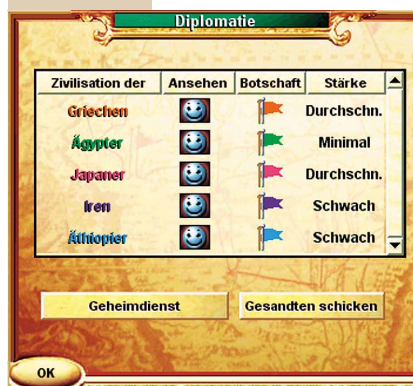 Diplomatie
Zivilisation der Ansehen Botschaft Stärke
Griechen Durchschn.
Ägypter Minimal
Japaner Durchschn.
Iren Schwach
Äthiopier Schwach
Geheimdienst Gesandten schicken
OK